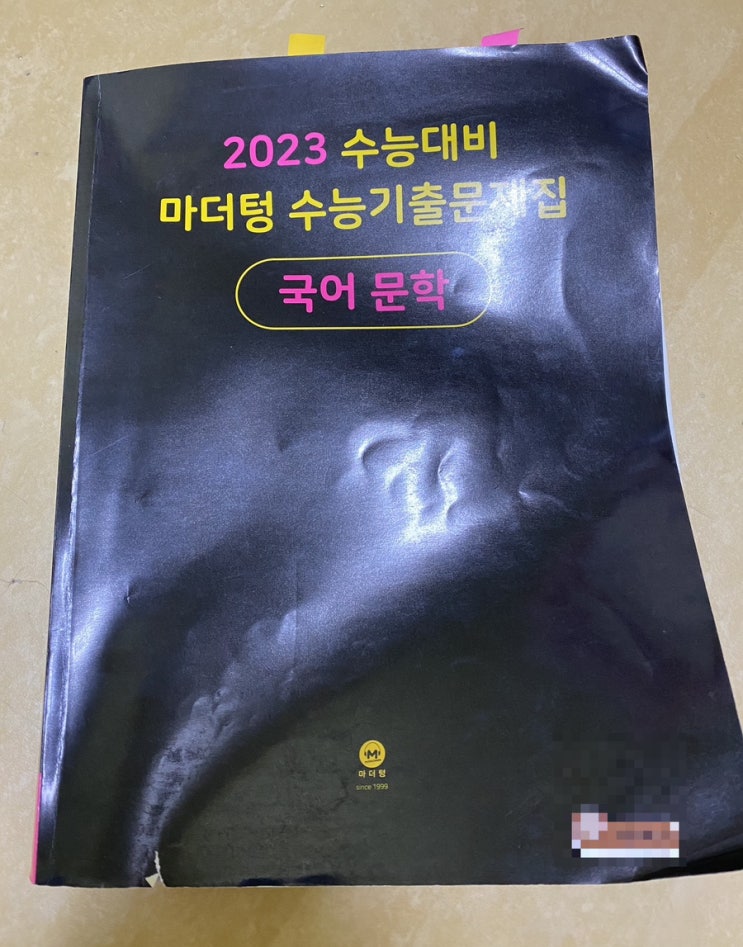 2023 수능대비
마더텅 수능기출문제집
국어 문학
M
마더텅
since 1999